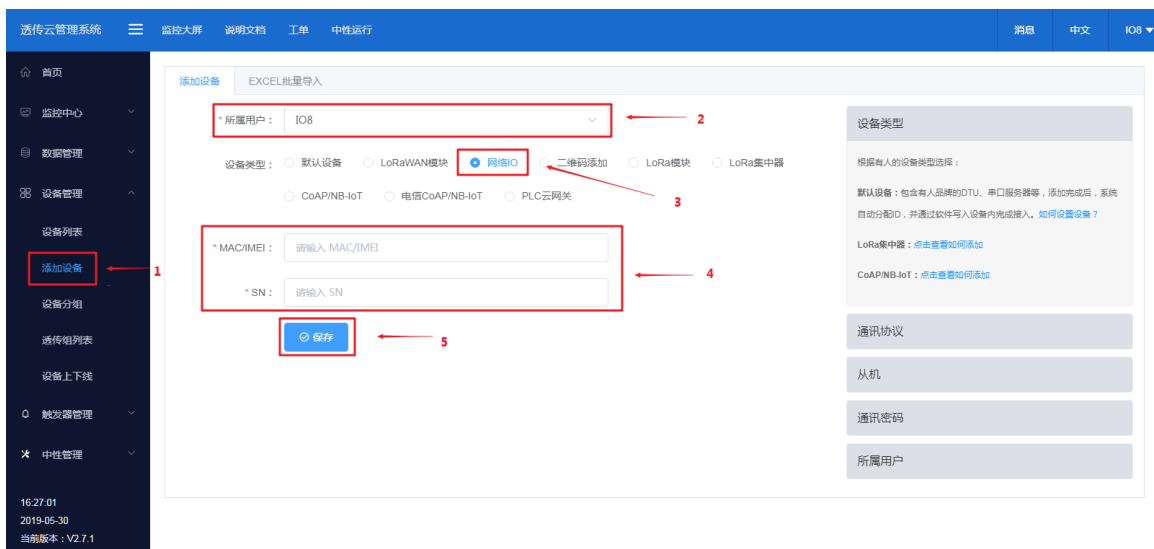 透传云管理系统 监控大屏 说明文档 工单 中性运行 消息 中文 IO8
首页
监控中心
数据管理
设备管理
设备列表
添加设备
设备分组
透传组列表
设备上下线
触发器管理
中性管理
16:27:01
2019-05-30
当前版本：V2.7.1
1
添加设备 EXCEL批量导入
* 所属用户： IO8
2
设备类型： 默认设备 LoRaWAN模块 网络IO 二维码添加 LoRa模块 LoRa集中器
CoAP/NB-IoT 电信CoAP/NB-IoT PLC云网关
3
* MAC/IMEI： 请输入 MAC/IMEI
* SN： 请输入 SN
4
保存
5
设备类型
根据有人的设备类型选择：
默认设备：包含有人品牌的DTU、串口服务器等，添加完成后，系统
自动分配ID，并通过软件写入设备内完成接入。如何设置设备？
LoRa集中器：点击查看如何添加
CoAP/NB-IoT：点击查看如何添加
通讯协议
从机
通讯密码
所属用户